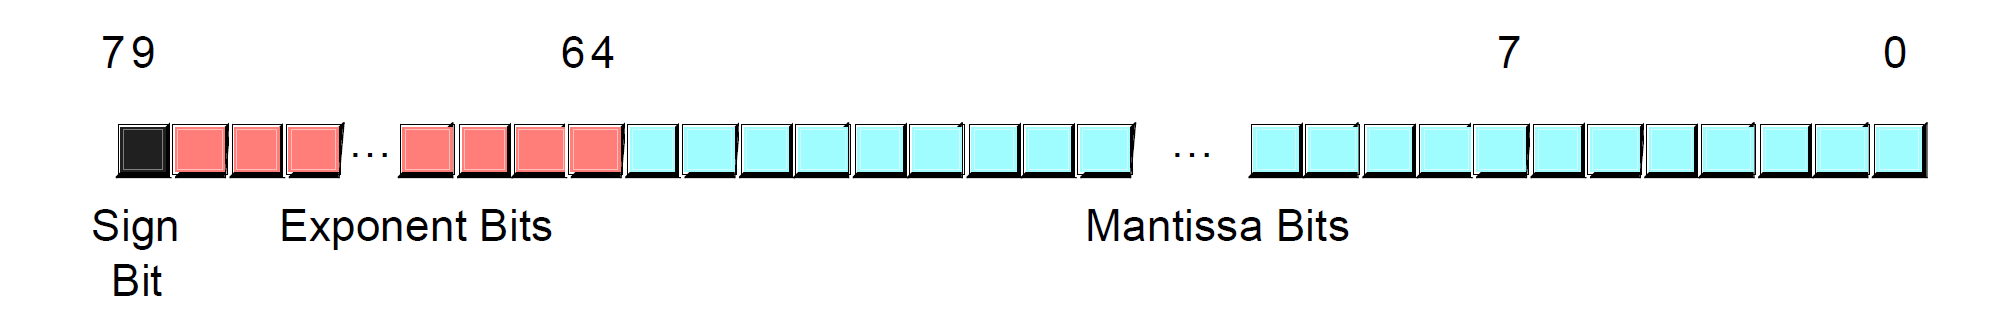 79 64 7 0
... ...
Sign Exponent Bits Mantissa Bits
Bit